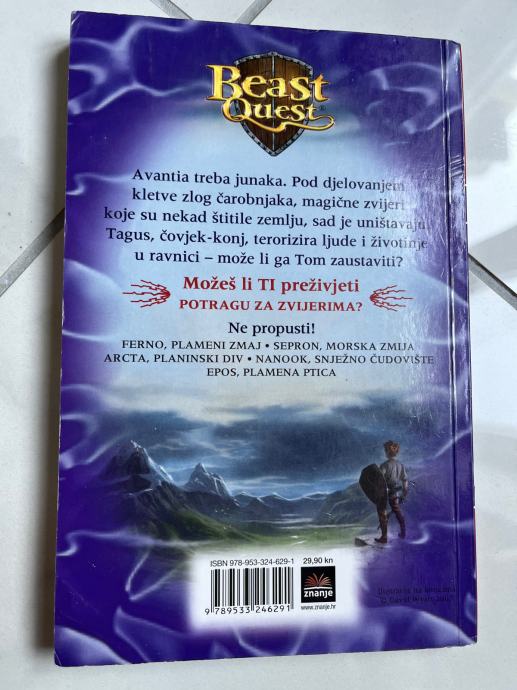 Beast
Quest
Avantia treba junaka. Pod djelovanjem
kletve zlog čarobnjaka, magične zvijeri
koje su nekad štitile zemlju, sad je uništavaju.
Tagus, čovjek-konj, terorizira ljude i životinje
u ravnici – može li ga Tom zaustaviti?
Možeš li TI preživjeti
POTRAGU ZA ZVIJERIMA?
Ne propusti!
FERNO, PLAMENI ZMAJ • SEPRON, MORSKA ZMIJA
ARCTA, PLANINSKI DIV • NANOOK, SNJEŽNO ČUDOVIŠTE
EPOS, PLAMENA PTICA
ISBN 978-953-324-629-1
29,90 kn
9 789533 246291
znanje
www.znanje.hr
Ilustracija na
©